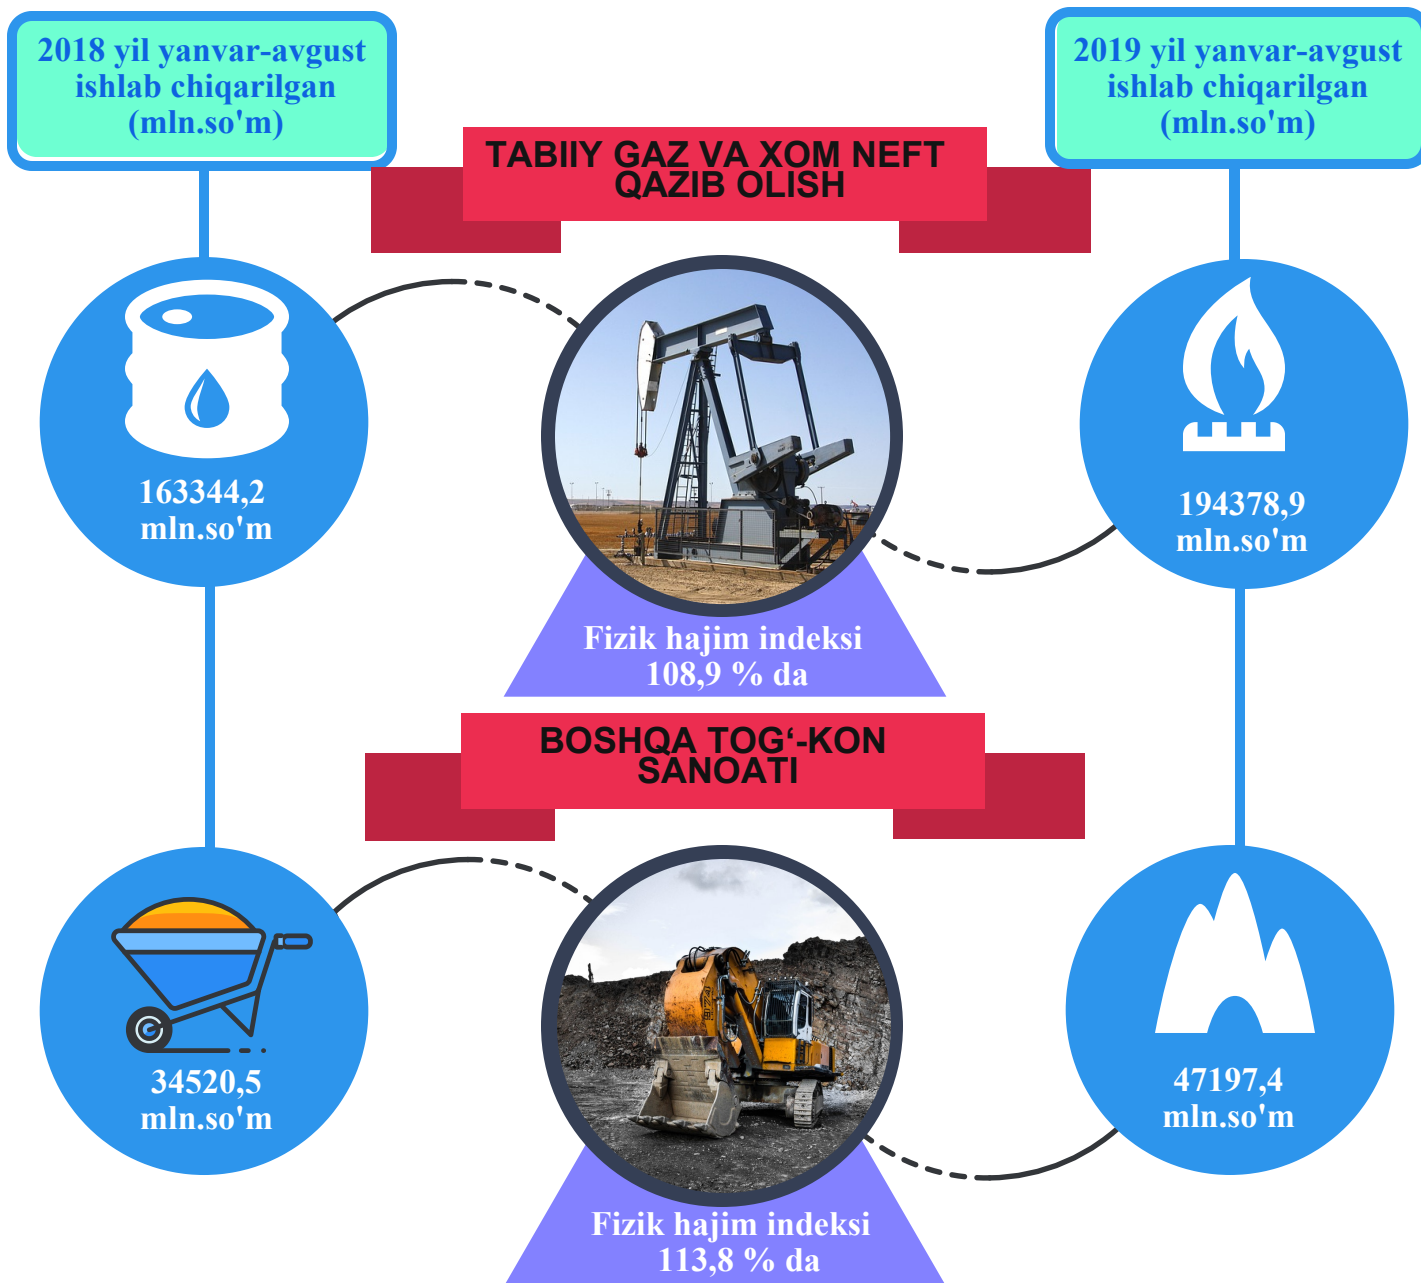 2018 yil yanvar-avgust
ishlab chiqarilgan
(mln.so'm)
2019 yil yanvar-avgust
ishlab chiqarilgan
(mln.so'm)
TABIIY GAZ VA XOM NEFT
QAZIB OLISH
163344,2
mln.so'm
194378,9
mln.so'm
Fizik hajim indeksi
108,9 % da
BOSHQA TOG‘-KON
SANOATI
34520,5
mln.so'm
47197,4
mln.so'm
Fizik hajim indeksi
113,8 % da